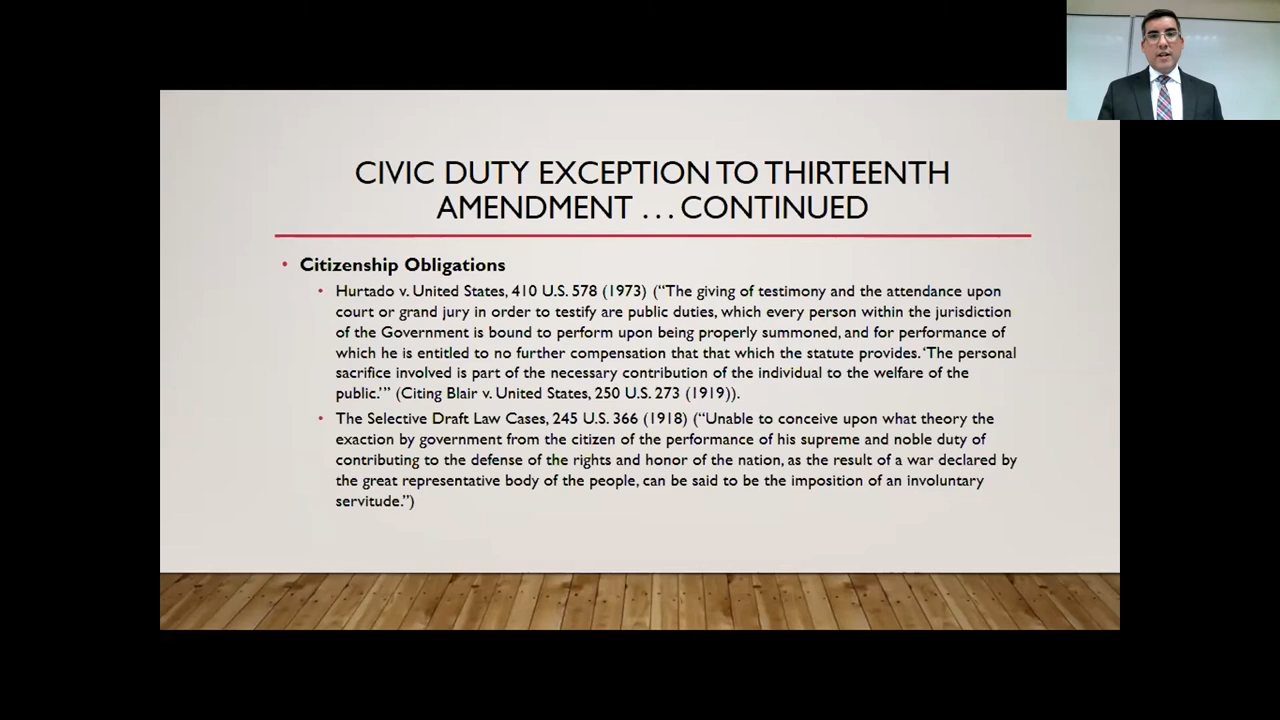 CIVIC DUTY EXCEPTION TO THIRTEENTH
AMENDMENT ... CONTINUED
• Citizenship Obligations
• Hurtado v. United States, 410 U.S. 578 (1973) (“The giving of testimony and the attendance upon
court or grand jury in order to testify are public duties, which every person within the jurisdiction
of the Government is bound to perform upon being properly summoned, and for performance of
which he is entitled to no further compensation that that which the statute provides. ‘The personal
sacrifice involved is part of the necessary contribution of the individual to the welfare of the
public.’” (Citing Blair v. United States, 250 U.S. 273 (1919)).
• The Selective Draft Law Cases, 245 U.S. 366 (1918) (“Unable to conceive upon what theory the
exaction by government from the citizen of the performance of his supreme and noble duty of
contributing to the defense of the rights and honor of the nation, as the result of a war declared by
the great representative body of the people, can be said to be the imposition of an involuntary
servitude.”)